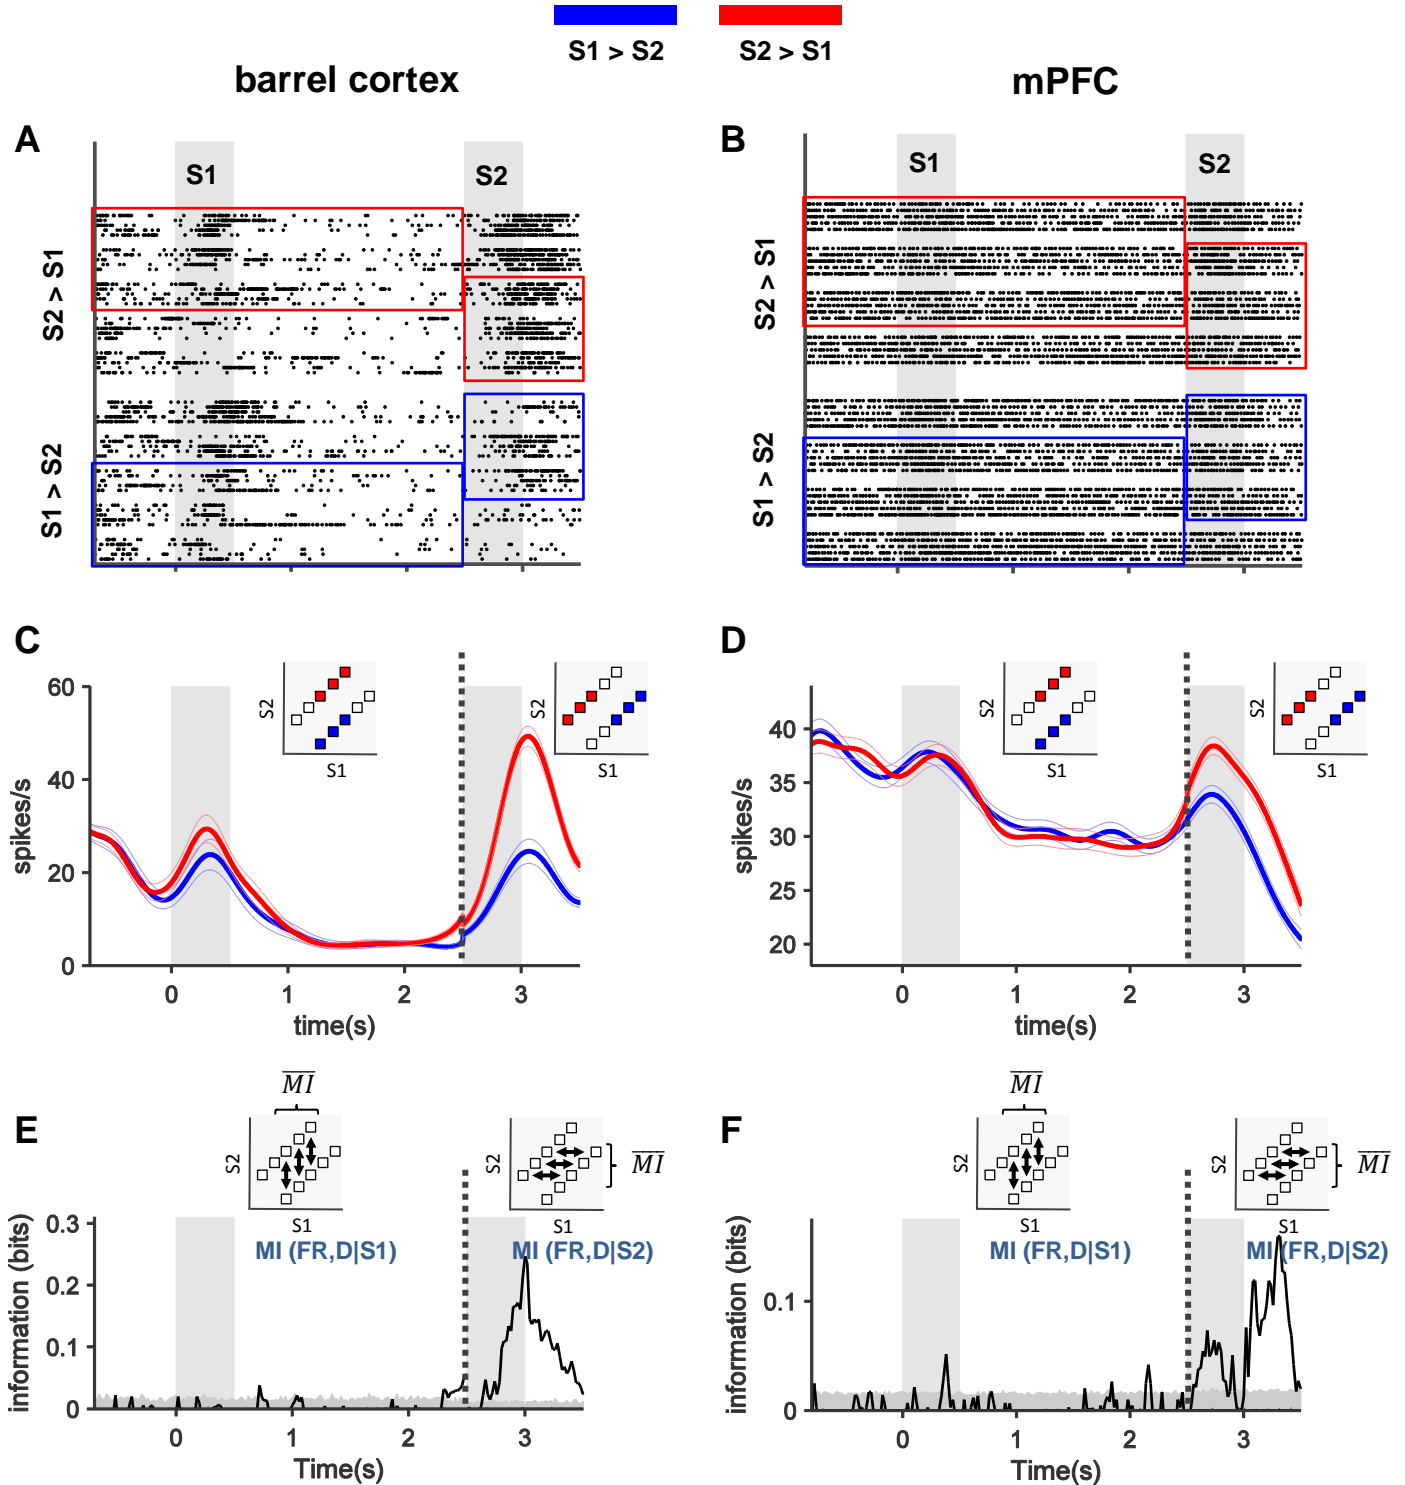 S1 > S2
S2 > S1
barrel cortex
mPFC
A
S1
S2
S2 > S1
S1 > S2
B
S1
S2
S2 > S1
S1 > S2
C
S2
S1
S2
S1
60
40
20
0
spikes/s
0 1 2 3
time(s)
D
S2
S1
S2
S1
40
35
30
25
20
spikes/s
0 1 2 3
time(s)
E
MI
S2
S1
MI (FR,D|S1)
S2
MI
S1
MI (FR,D|S2)
0.3
0.2
0.1
0
information (bits)
0 1 2 3
Time(s)
F
MI
S2
S1
MI (FR,D|S1)
S2
MI
S1
MI (FR,D|S2)
0.1
0
information (bits)
0 1 2 3
Time(s)